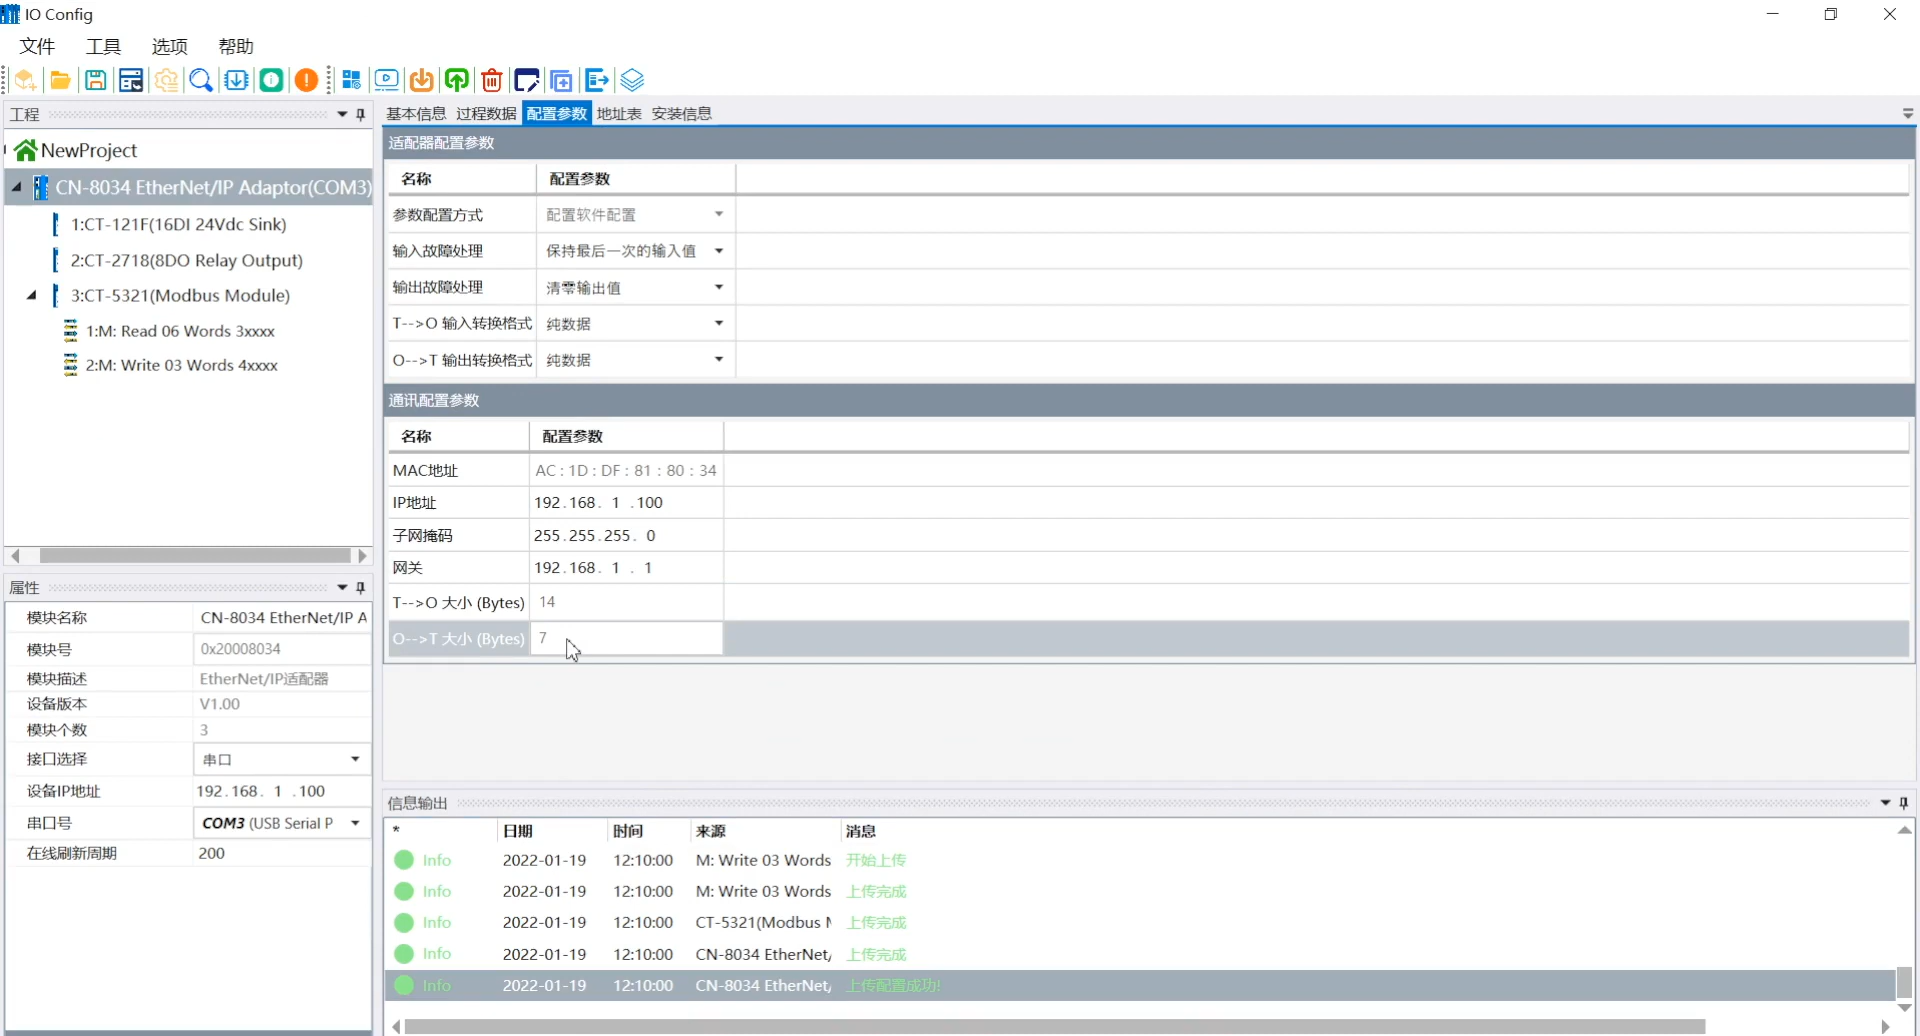 IO Config
文件 工具 选项 帮助
工程
NewProject
CN-8034 EtherNet/IP Adaptor(COM3)
1:CT-121F(16DI 24Vdc Sink)
2:CT-2718(8DO Relay Output)
3:CT-5321(Modbus Module)
1:M: Read 06 Words 3xxxx
2:M: Write 03 Words 4xxxx
属性
模块名称 CN-8034 EtherNet/IP A
模块号 0x20008034
模块描述 EtherNet/IP适配器
设备版本 V1.00
模块个数 3
接口选择 串口
设备IP地址 192.168. 1 .100
串口号 COM3 (USB Serial P
在线刷新周期 200
基本信息 过程数据 配置参数 地址表 安装信息
适配器配置参数
名称 配置参数
参数配置方式 配置软件配置
输入故障处理 保持最后一次的输入值
输出故障处理 清零输出值
T-->O 输入转换格式 纯数据
O-->T 输出转换格式 纯数据
通讯配置参数
名称 配置参数
MAC地址 AC : 1D : DF : 81 : 80 : 34
IP地址 192.168. 1 .100
子网掩码 255.255.255. 0
网关 192.168. 1 . 1
T-->O 大小 (Bytes) 14
O-->T 大小 (Bytes) 7
信息输出
* 日期 时间 来源 消息
Info 2022-01-19 12:10:00 M: Write 03 Words 开始上传
Info 2022-01-19 12:10:00 M: Write 03 Words 上传完成
Info 2022-01-19 12:10:00 CT-5321(Modbus 上传完成
Info 2022-01-19 12:10:00 CN-8034 EtherNet/ 上传完成
Info 2022-01-19 12:10:00 CN-8034 EtherNet/ 上传配置成功!